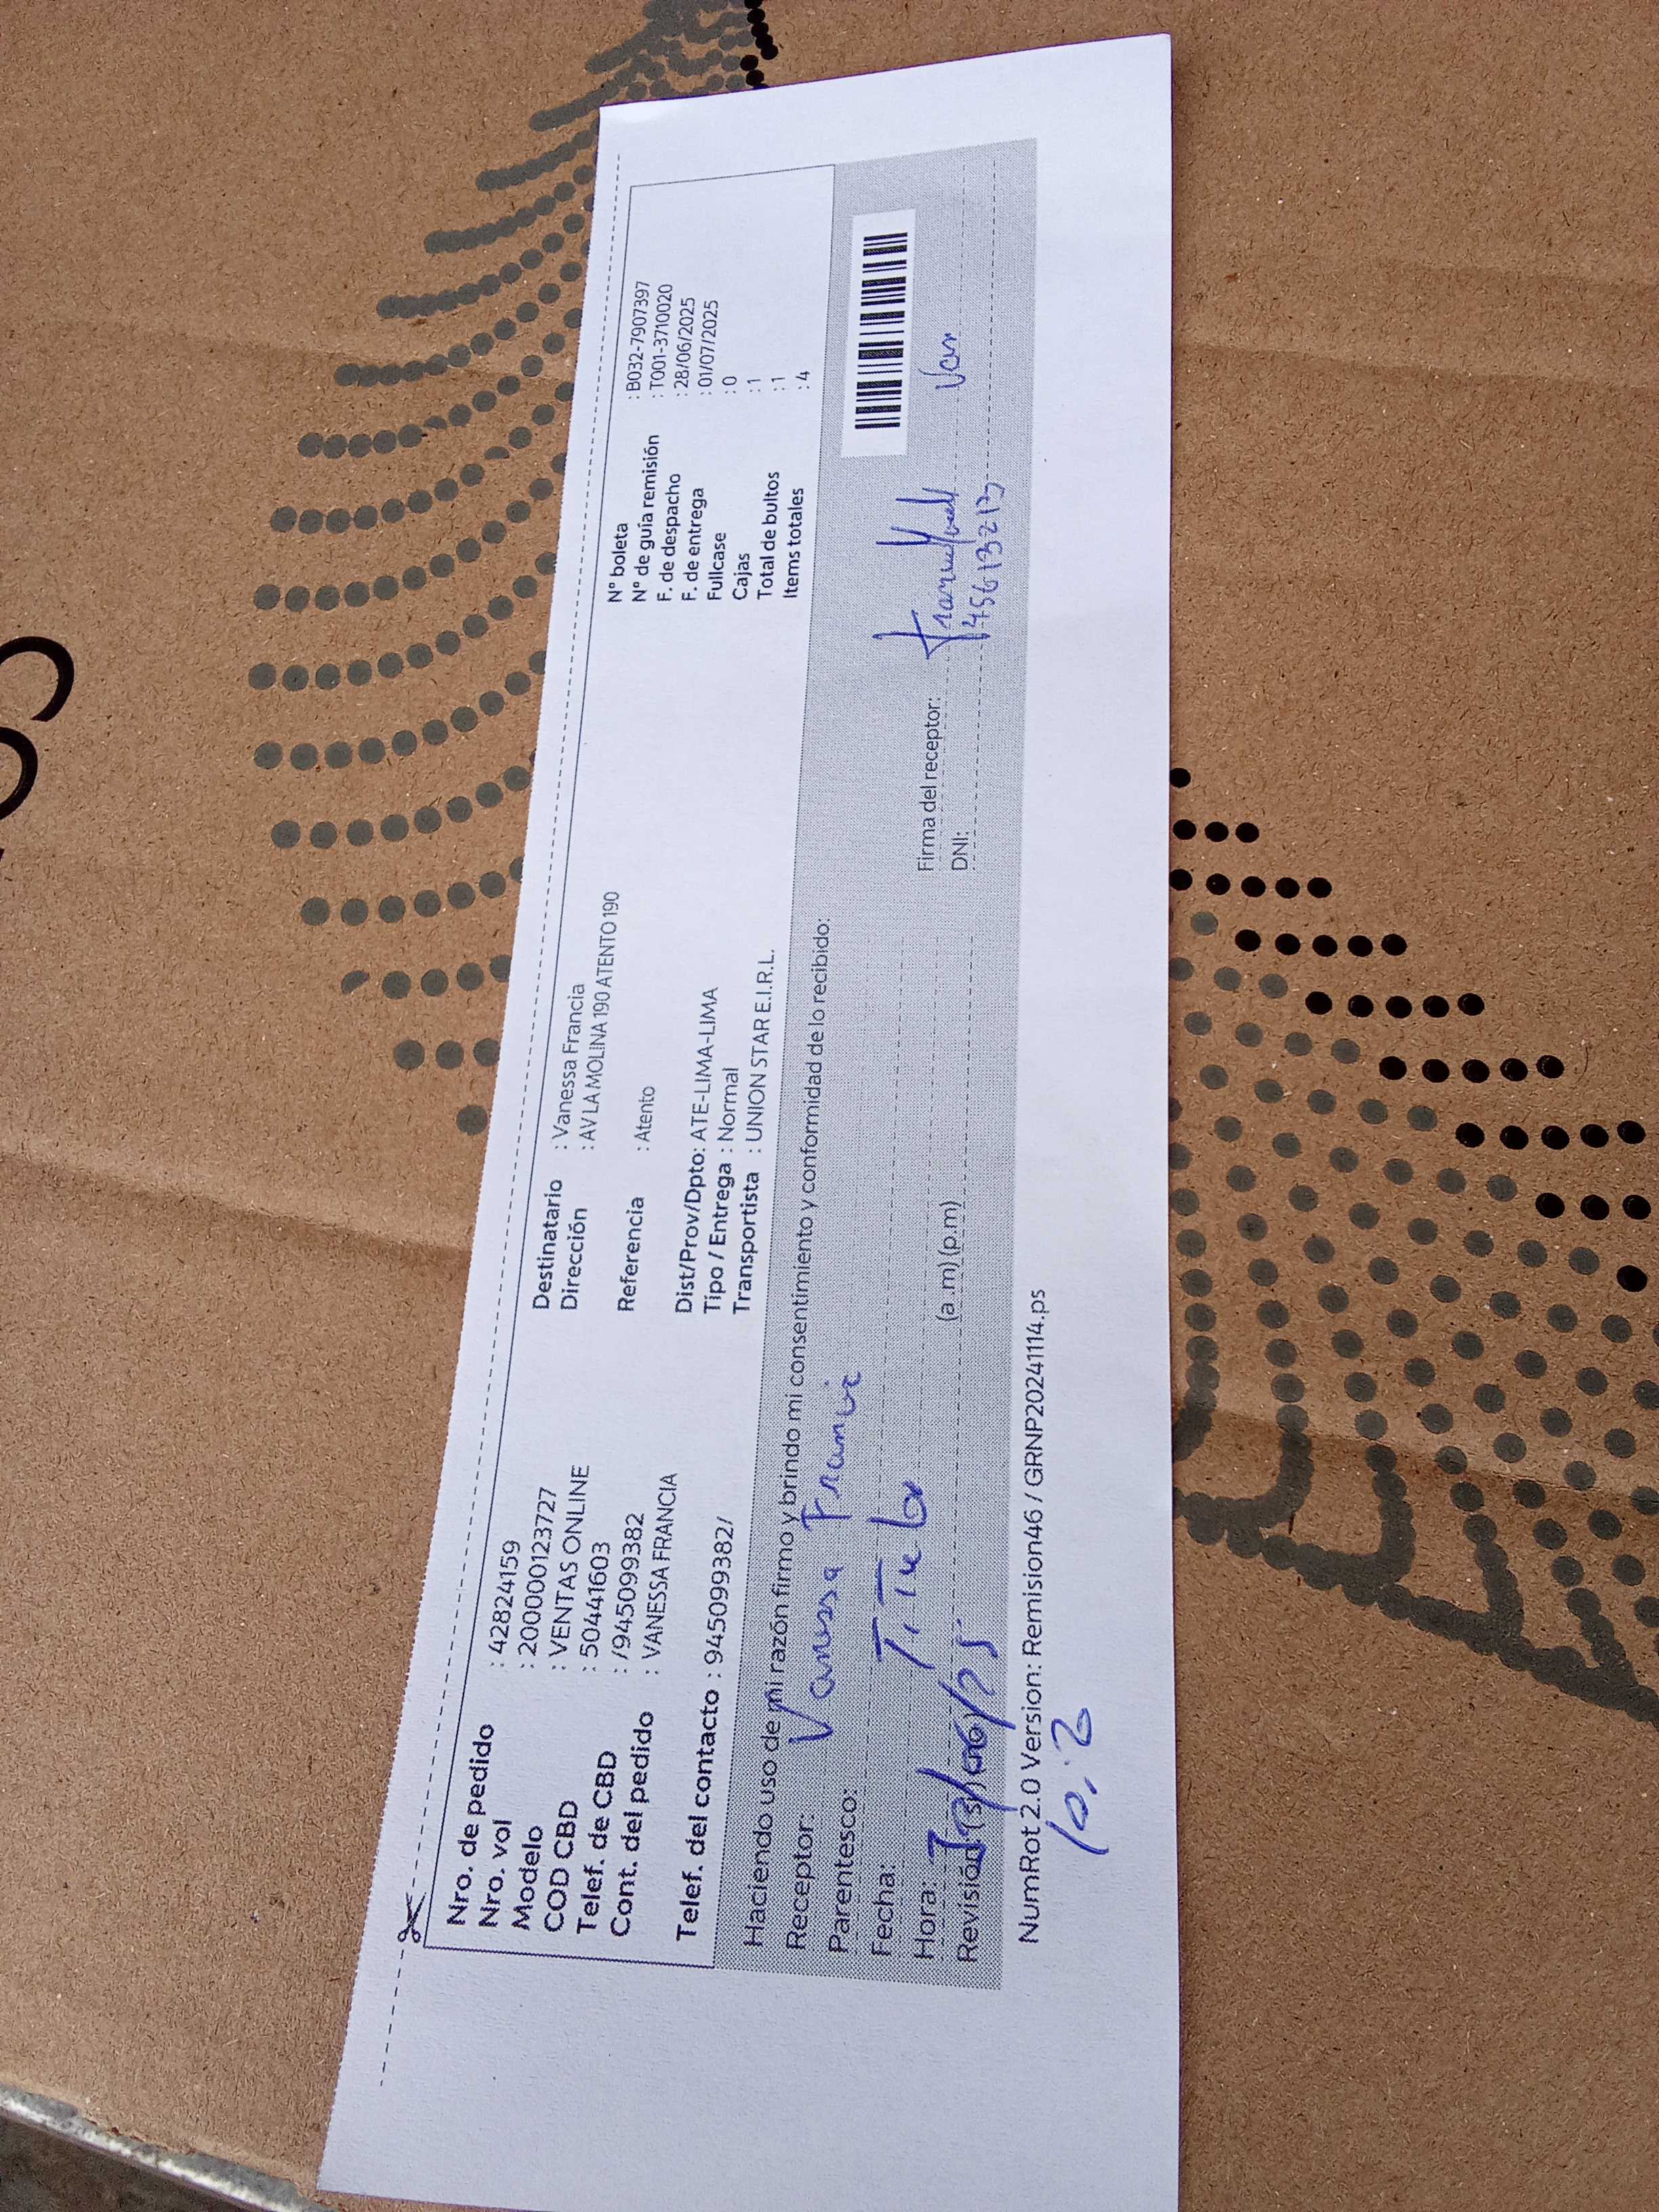 Nro. de pedido : 42824159
Nro. vol : 2000000123727
Modelo : VENTAS ONLINE
COD CBD : 50441603
Telef. de CBD : /945099382
Cont. del pedido : VANESSA FRANCIA
Telef. del contacto : 945099382/
Destinatario : Vanessa Francia
Dirección : AV LA MOLINA 190 ATENTO 190
Referencia : Atento
Dist/Prov/Dpto: ATE-LIMA-LIMA
Tipo / Entrega : Normal
Transportista : UNION STAR E.I.R.L.
N° boleta : B032-7907397
N° de guía remisión : T001-3710020
F. de despacho : 28/06/2025
F. de entrega : 01/07/2025
Fullcase : 0
Cajas : 1
Total de bultos : 1
Items totales : 4
Haciendo uso de mi razón firmo y brindo mi consentimiento y conformidad de lo recibido:
Receptor: Vanessa Francia
Parentesco: Titular
Fecha:
Hora: (a.m) (p.m)
Revisión:
Firma del receptor:
DNI: 45613213
NumRot 2.0 Version: Remision46 / GRNP20241114.ps